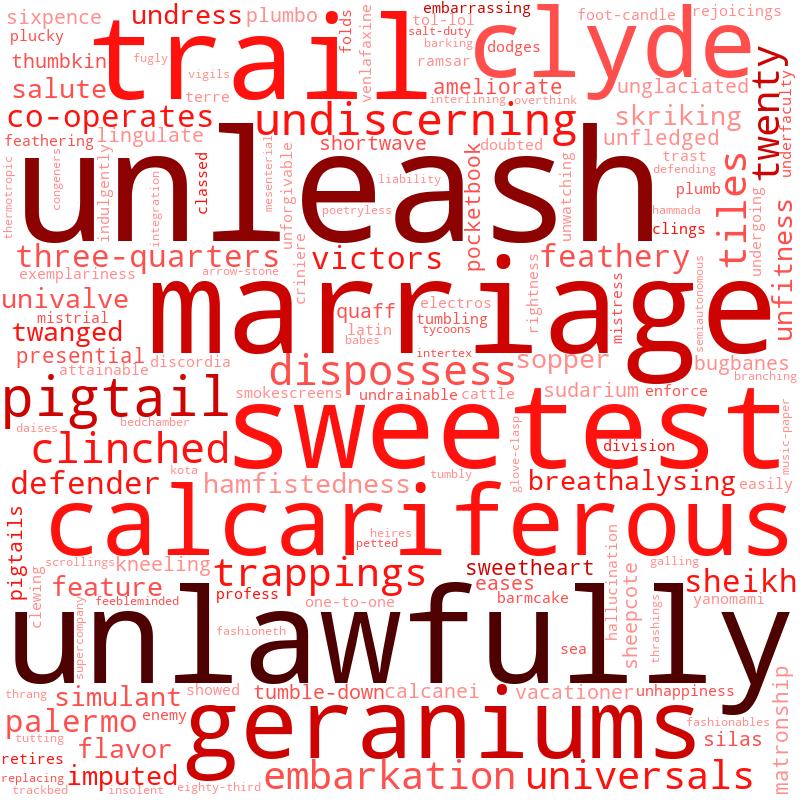 sixpence
undress
plumbo
folds
venlafaxine
embarrassing
tol-lol
salt-duty
barking
ramsar
dodges
clyde
foot-candle
rejoicings
plucky
trail
thumbkin
fugly
vigils
salute
terre
ameliorate
interlining
overthink
unglaciated
twenty
underfaculty
co-operates
undiscerning
skriking
feathering
lingulate
shortwave
doubted
unfledged
trast
defending
unleash
thermotropic
congeners
indulgently
integration
classed
mesenterial
unforgivable
liability
poetryless
pocketbook
unwatching
plumb
hammada
clings
tiles
undergoing
unfitness
three-quarters
victors
feathery
exemplariness
arrow-stone
criniere
marriage
rightness
mistress
semiautonomous
univalve
mistrial
twanged
quaff
electros
latin
tumbling
tycoons
babes
intertex
presential
attainable
discordia
dispossess
sopper
bugbanes
branching
pigtail
smokescreens
undrainable
cattle
sudarium
enforce
sweetest
daises
bedchamber
clinched
division
glove-clasp
music-paper
defender
kota
hamfistedness
tumbly
breathalysing
easily
calcariferous
pigtails
heires
petted
scrollings
kneeling
trappings
sweetheart
hallucination
sheepcote
galling
sheikh
clewing
feature
feebleminded
profess
eases
barmcake
one-to-one
yanomami
supercompany
unlawfully
fashioneth
sea
thrashings
thrang
simulant
showed
tumble-down
calcanei
vacationer
unhappiness
matronship
palermo
enemy
geraniums
fashionables
tutting
flavor
silas
retires
replacing
imputed
embarkation
universals
trackbed
insolent
eighty-third